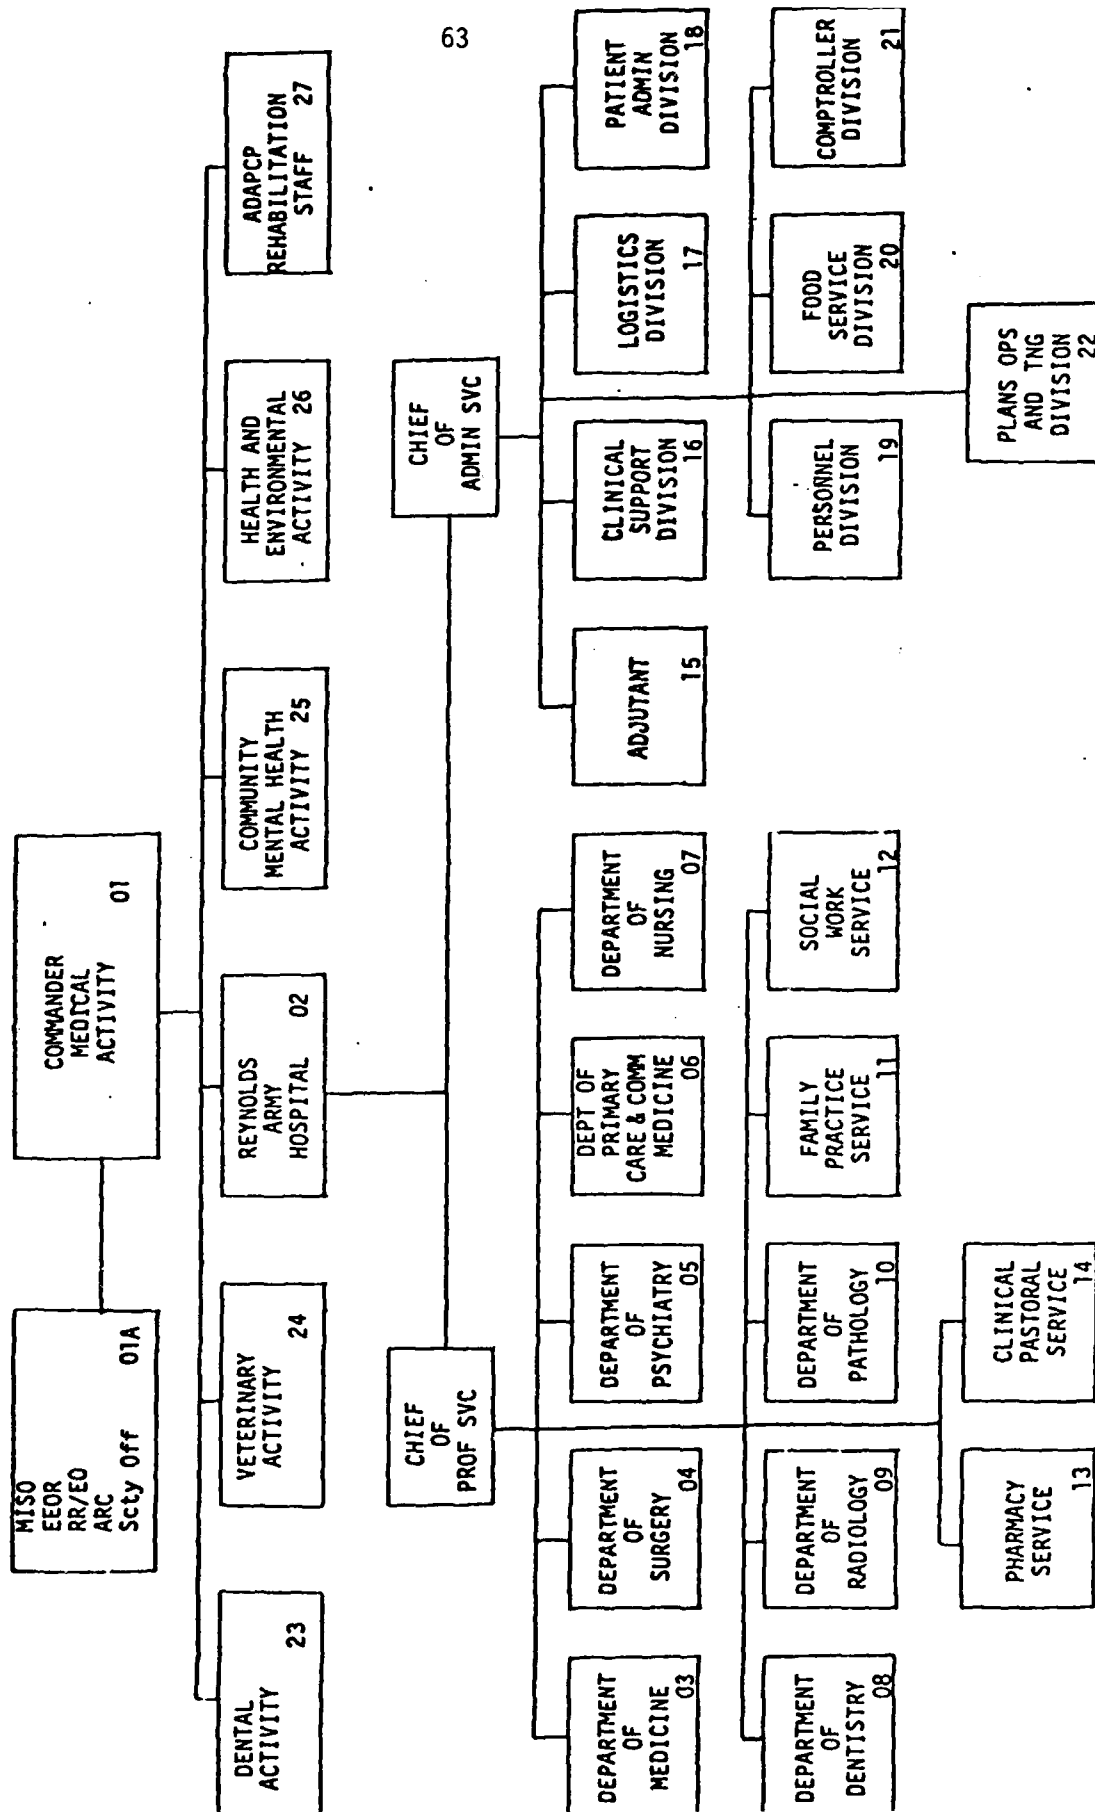 63
MISO
EEOR
RR/EO
ARC
Scty Off 01A
COMMANDER
MEDICAL
ACTIVITY
01
DENTAL
ACTIVITY
23
VETERINARY
ACTIVITY
24
REYNOLDS
ARMY
HOSPITAL 02
COMMUNITY
MENTAL HEALTH
ACTIVITY 25
HEALTH AND
ENVIRONMENTAL
ACTIVITY 26
ADAPCP
REHABILITATION
STAFF 27
CHIEF
OF
PROF SVC
CHIEF
OF
ADMIN SVC
DEPARTMENT
OF
MEDICINE
03
DEPARTMENT
OF
SURGERY
04
DEPARTMENT
OF
PSYCHIATRY
05
DEPT OF
PRIMARY
CARE & COMM
MEDICINE
06
DEPARTMENT
OF
NURSING
07
ADJUTANT
15
CLINICAL
SUPPORT
DIVISION
16
LOGISTICS
DIVISION
17
PATIENT
ADMIN
DIVISION
18
DEPARTMENT
OF
DENTISTRY
08
DEPARTMENT
OF
RADIOLOGY
09
DEPARTMENT
OF
PATHOLOGY
10
FAMILY
PRACTICE
SERVICE
11
SOCIAL
WORK
SERVICE
12
PERSONNEL
DIVISION
19
FOOD
SERVICE
DIVISION
20
COMPTROLLER
DIVISION
21
PHARMACY
SERVICE
13
CLINICAL
PASTORAL
SERVICE
14
PLANS OPS
AND TNG
DIVISION
22